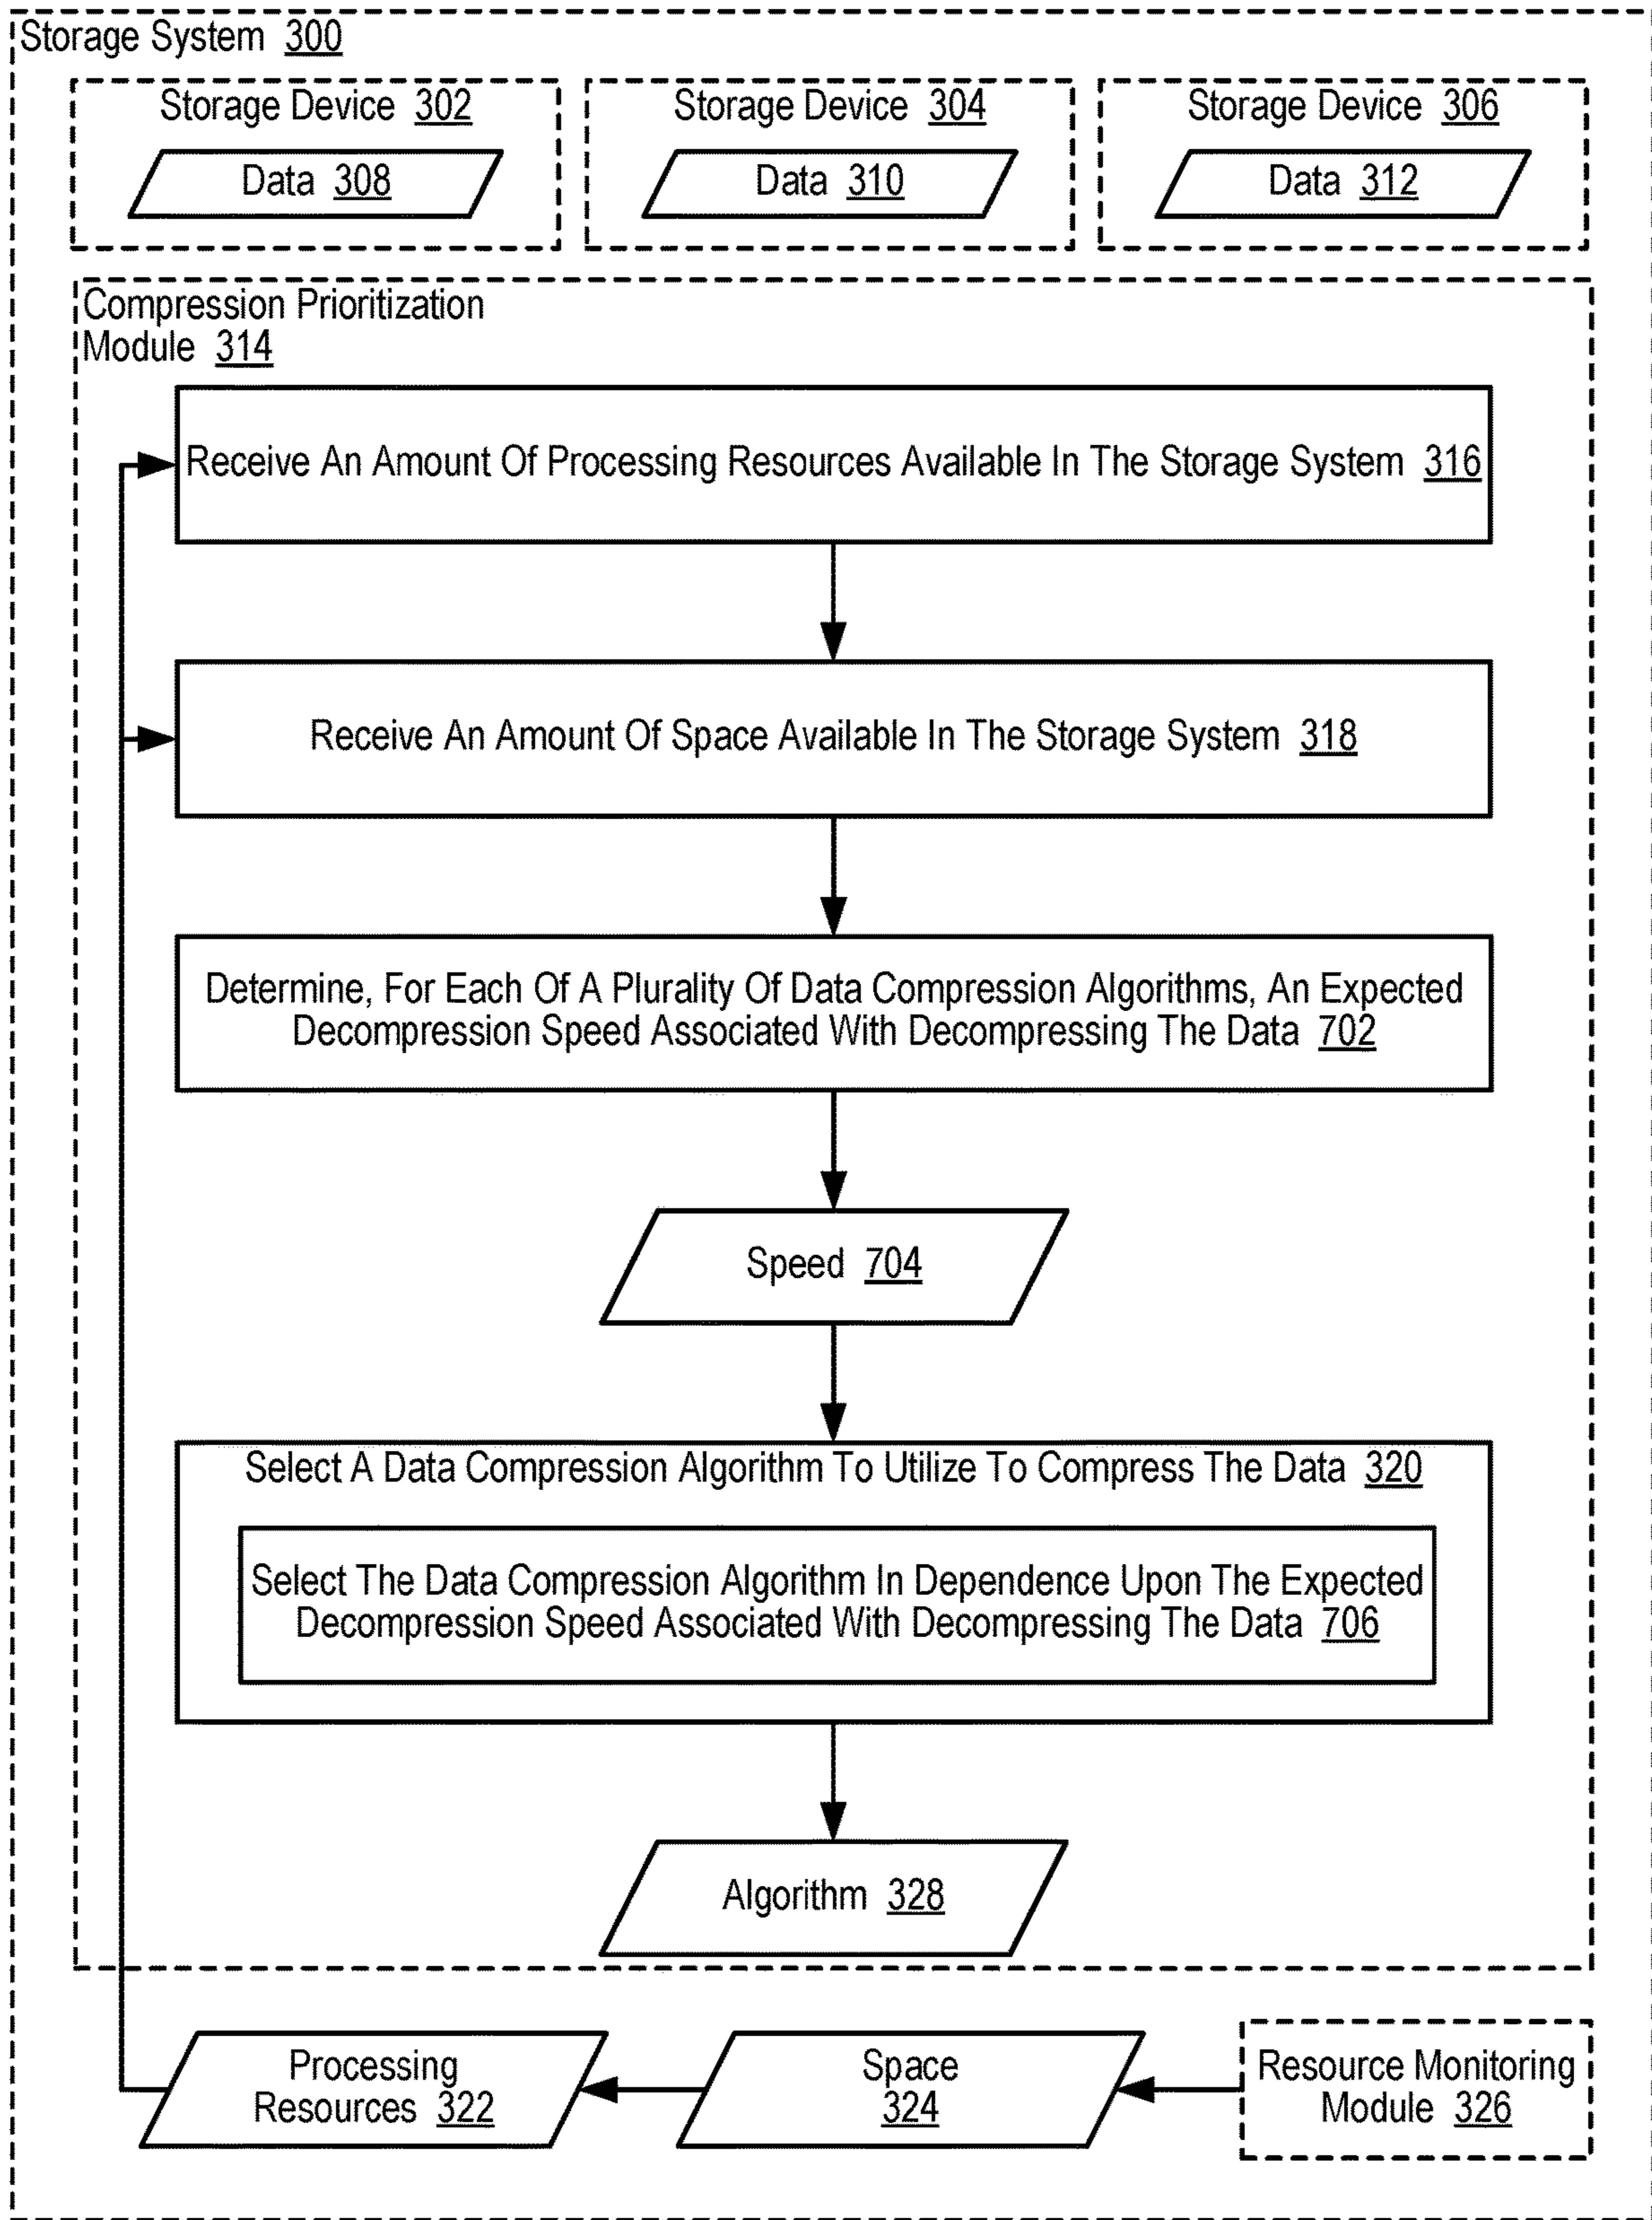 Storage System 300
Storage Device 302
Data 308
Storage Device 304
Data 310
Storage Device 306
Data 312
Compression Prioritization
Module 314
Receive An Amount Of Processing Resources Available In The Storage System 316
Receive An Amount Of Space Available In The Storage System 318
Determine, For Each Of A Plurality Of Data Compression Algorithms, An Expected
Decompression Speed Associated With Decompressing The Data 702
Speed 704
Select A Data Compression Algorithm To Utilize To Compress The Data 320
Select The Data Compression Algorithm In Dependence Upon The Expected
Decompression Speed Associated With Decompressing The Data 706
Algorithm 328
Processing
Resources 322
Space
324
Resource Monitoring
Module 326